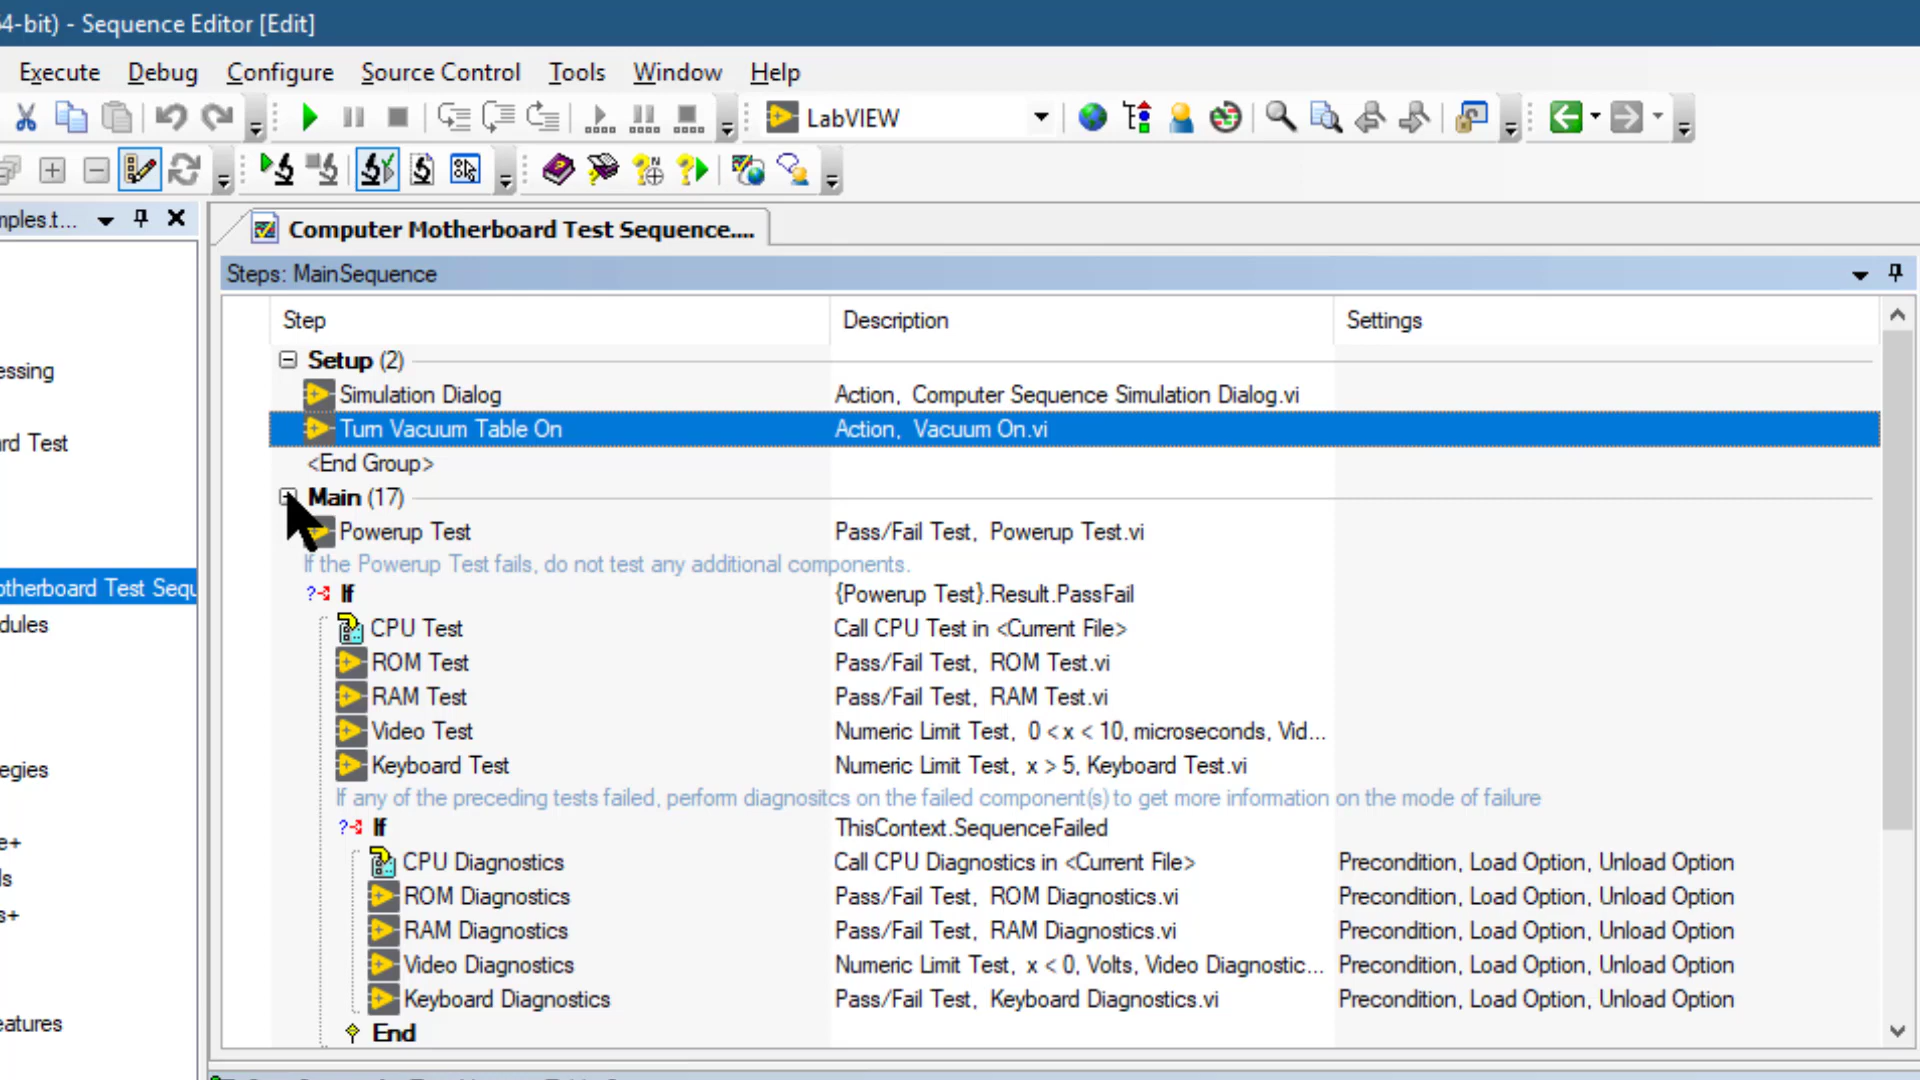 4-bit) - Sequence Editor [Edit]
Execute Debug Configure Source Control Tools Window Help
LabVIEW
mples.t...
Computer Motherboard Test Sequence....
Steps: MainSequence
Step Description Settings
Setup (2)
Simulation Dialog Action, Computer Sequence Simulation Dialog.vi
Turn Vacuum Table On Action, Vacuum On.vi
<End Group>
Main (17)
Powerup Test Pass/Fail Test, Powerup Test.vi
If the Powerup Test fails, do not test any additional components.
If {Powerup Test}.Result.PassFail
CPU Test Call CPU Test in <Current File>
ROM Test Pass/Fail Test, ROM Test.vi
RAM Test Pass/Fail Test, RAM Test.vi
Video Test Numeric Limit Test, 0 < x < 10, microseconds, Vid...
Keyboard Test Numeric Limit Test, x > 5, Keyboard Test.vi
If any of the preceding tests failed, perform diagnositcs on the failed component(s) to get more information on the mode of failure
If ThisContext.SequenceFailed
CPU Diagnostics Call CPU Diagnostics in <Current File> Precondition, Load Option, Unload Option
ROM Diagnostics Pass/Fail Test, ROM Diagnostics.vi Precondition, Load Option, Unload Option
RAM Diagnostics Pass/Fail Test, RAM Diagnostics.vi Precondition, Load Option, Unload Option
Video Diagnostics Numeric Limit Test, x < 0, Volts, Video Diagnostic... Precondition, Load Option, Unload Option
Keyboard Diagnostics Pass/Fail Test, Keyboard Diagnostics.vi Precondition, Load Option, Unload Option
End
essing
rd Test
otherboard Test Sequ
dules
egies
e+
ls
s+
eatures